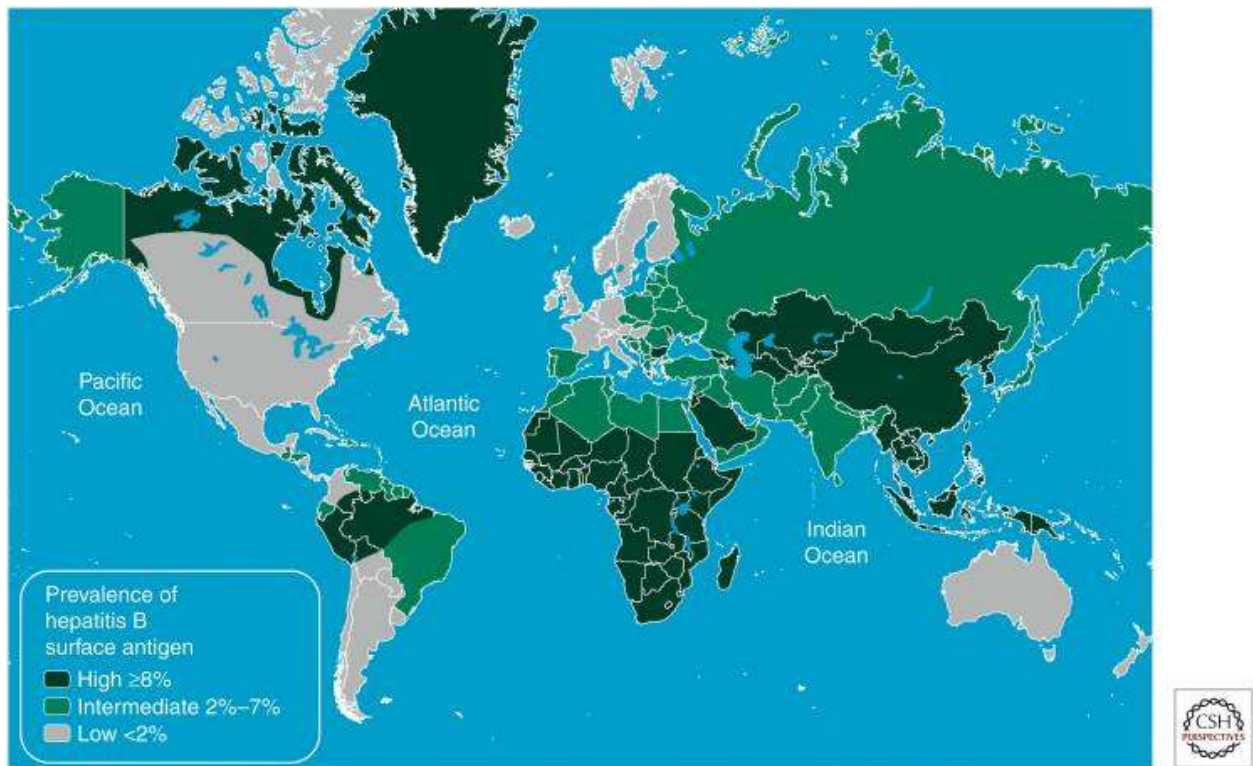 Pacific
Ocean
Atlantic
Ocean
Indian
Ocean
Prevalence of
hepatitis B
surface antigen
High ≥8%
Intermediate 2%–7%
Low <2%
CSH
PERSPECTIVES